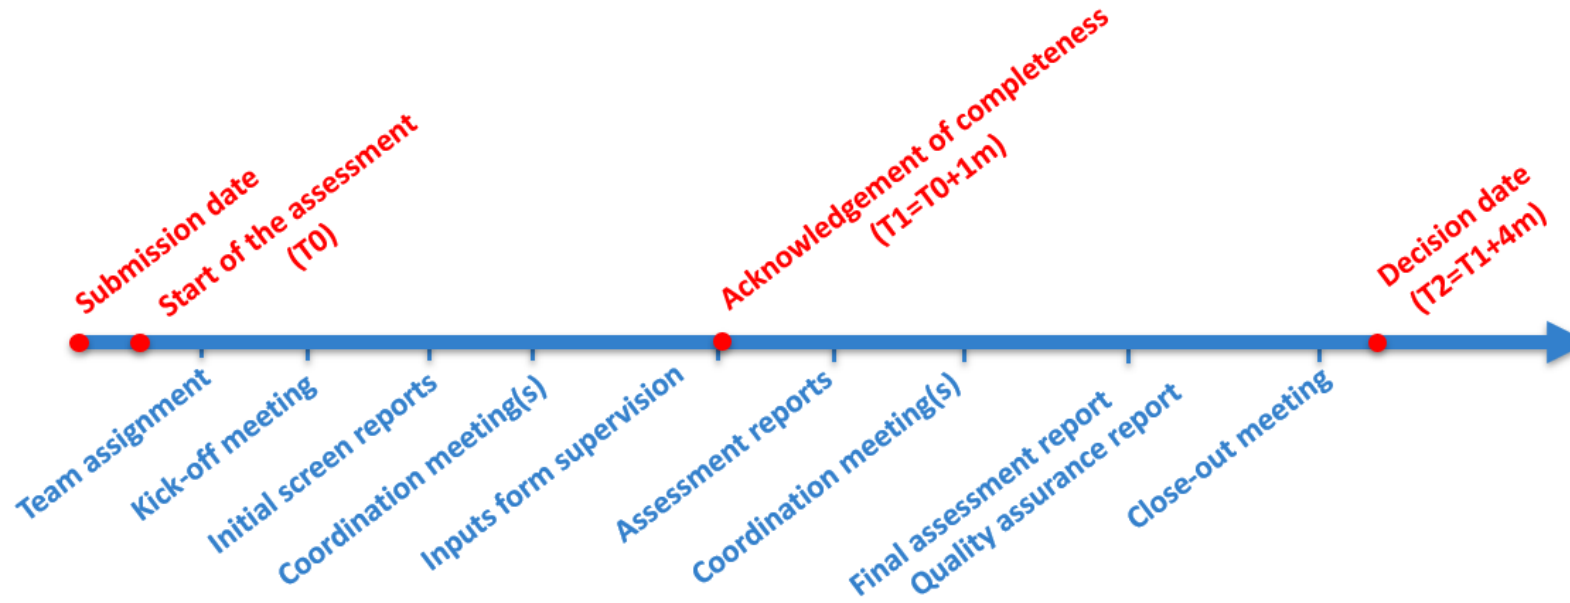 Submission date
Start of the assessment
(T0)
Acknowledgement of completeness
(T1=T0+1m)
Decision date
(T2=T1+4m)
Team assignment
Kick-off meeting
Initial screen reports
Coordination meeting(s)
Inputs form supervision
Assessment reports
Coordination meeting(s)
Final assessment report
Quality assurance report
Close-out meeting